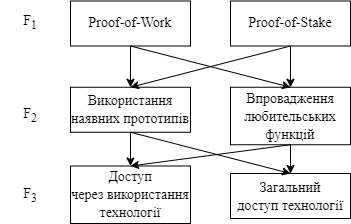 F1
Proof-of-Work
Proof-of-Stake
F2
Використання
наявних прототипів
Впровадження
любительських
функцій
F3
Доступ
через використання
технології
Загальний
доступ технології